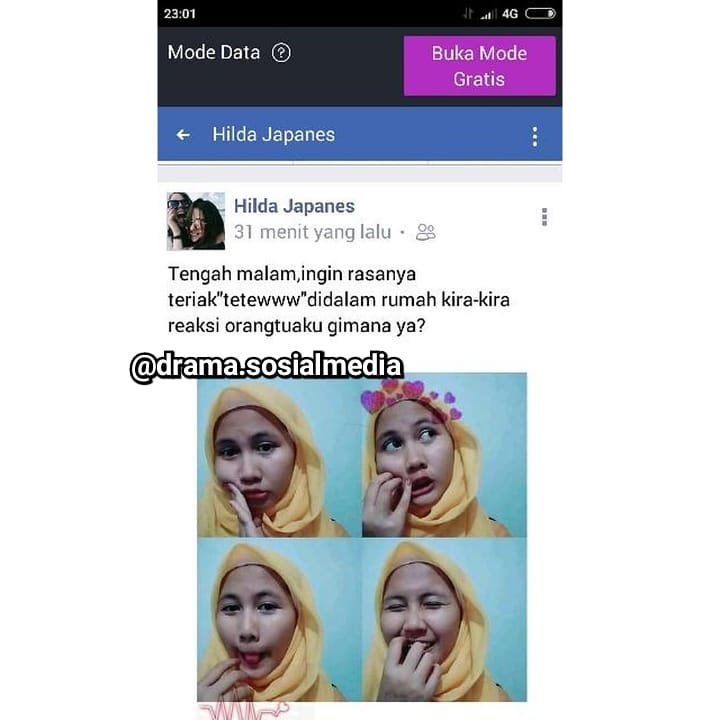 23:01
4G
Mode Data ?
Buka Mode
Gratis
Hilda Japanes
Hilda Japanes
31 menit yang lalu ·
Tengah malam,ingin rasanya
teriak"tetewww"didalam rumah kira-kira
reaksi orangtuaku gimana ya?
@drama.sosialmedia